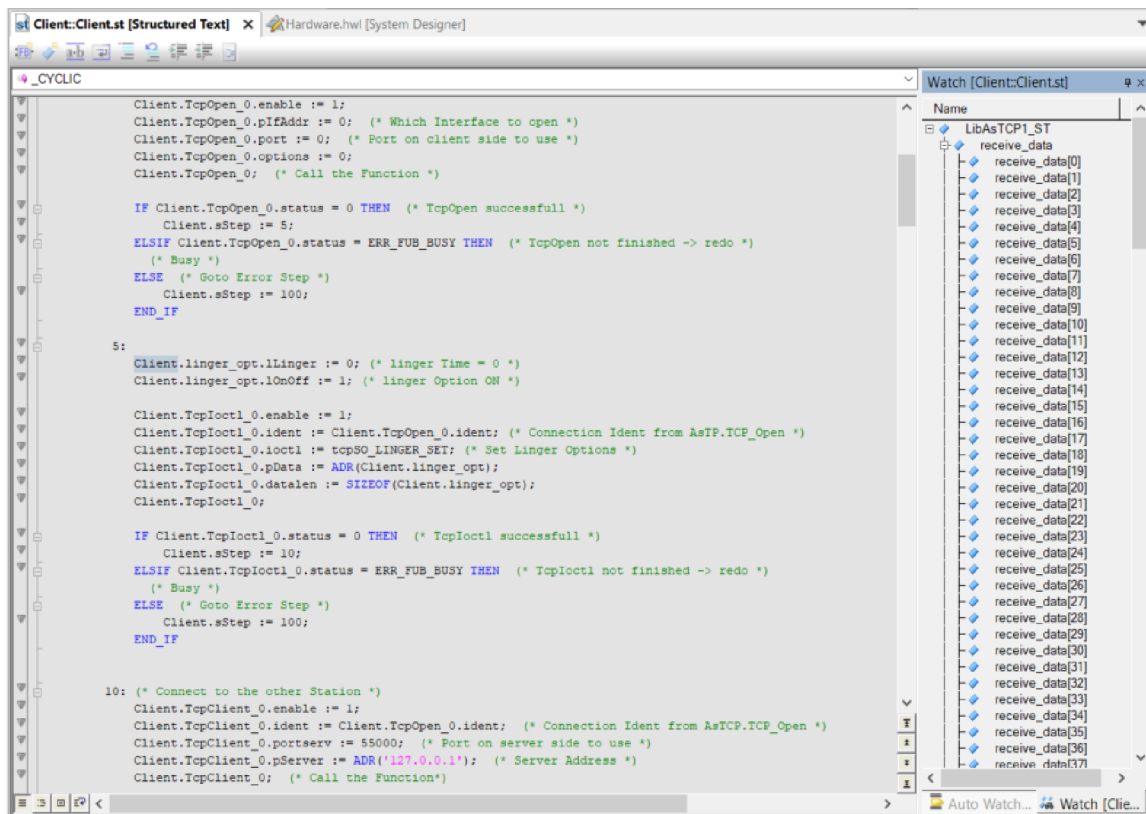 Client::Client.st [Structured Text]
Hardware.hwl [System Designer]
_CYCLIC
Client.TcpOpen_0.enable := 1;
Client.TcpOpen_0.pIfAddr := 0;  (* Which Interface to open *)
Client.TcpOpen_0.port := 0;  (* Port on client side to use *)
Client.TcpOpen_0.options := 0;
Client.TcpOpen_0;  (* Call the Function *)
IF Client.TcpOpen_0.status = 0 THEN  (* TcpOpen successfull *)
Client.sStep := 5;
ELSIF Client.TcpOpen_0.status = ERR_FUB_BUSY THEN  (* TcpOpen not finished -> redo *)
(* Busy *)
ELSE  (* Goto Error Step *)
Client.sStep := 100;
END_IF
5:
Client.linger_opt.lLinger := 0; (* linger Time = 0 *)
Client.linger_opt.lOnOff := 1; (* linger Option ON *)
Client.TcpIoctl_0.enable := 1;
Client.TcpIoctl_0.ident := Client.TcpOpen_0.ident; (* Connection Ident from AsTP.TCP_Open *)
Client.TcpIoctl_0.ioctl := tcpSO_LINGER_SET; (* Set Linger Options *)
Client.TcpIoctl_0.pData := ADR(Client.linger_opt);
Client.TcpIoctl_0.datalen := SIZEOF(Client.linger_opt);
Client.TcpIoctl_0;
IF Client.TcpIoctl_0.status = 0 THEN  (* TcpIoctl successfull *)
Client.sStep := 10;
ELSIF Client.TcpIoctl_0.status = ERR_FUB_BUSY THEN  (* TcpIoctl not finished -> redo *)
(* Busy *)
ELSE  (* Goto Error Step *)
Client.sStep := 100;
END_IF
10: (* Connect to the other Station *)
Client.TcpClient_0.enable := 1;
Client.TcpClient_0.ident := Client.TcpOpen_0.ident;  (* Connection Ident from AsTCP.TCP_Open *)
Client.TcpClient_0.portserv := 55000;  (* Port on server side to use *)
Client.TcpClient_0.pServer := ADR('127.0.0.1');  (* Server Address *)
Client.TcpClient_0;  (* Call the Function*)
Watch [Client::Client.st]
Name
LibAsTCP1_ST
receive_data
receive_data[0]
receive_data[1]
receive_data[2]
receive_data[3]
receive_data[4]
receive_data[5]
receive_data[6]
receive_data[7]
receive_data[8]
receive_data[9]
receive_data[10]
receive_data[11]
receive_data[12]
receive_data[13]
receive_data[14]
receive_data[15]
receive_data[16]
receive_data[17]
receive_data[18]
receive_data[19]
receive_data[20]
receive_data[21]
receive_data[22]
receive_data[23]
receive_data[24]
receive_data[25]
receive_data[26]
receive_data[27]
receive_data[28]
receive_data[29]
receive_data[30]
receive_data[31]
receive_data[32]
receive_data[33]
receive_data[34]
receive_data[35]
receive_data[36]
receive_data[37]
Auto Watch...
Watch [Clie...